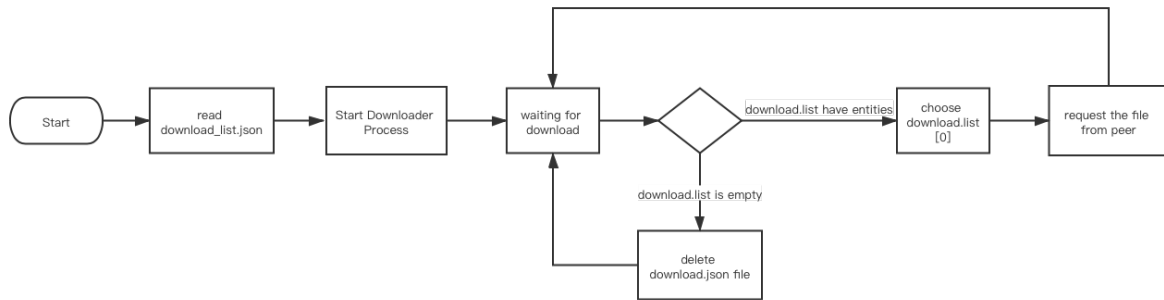 Start
read
download_list.json
Start Downloader
Process
waiting for
download
download.list have entities
choose
download.list
[0]
request the file
from peer
download.list is empty
delete
download.json file